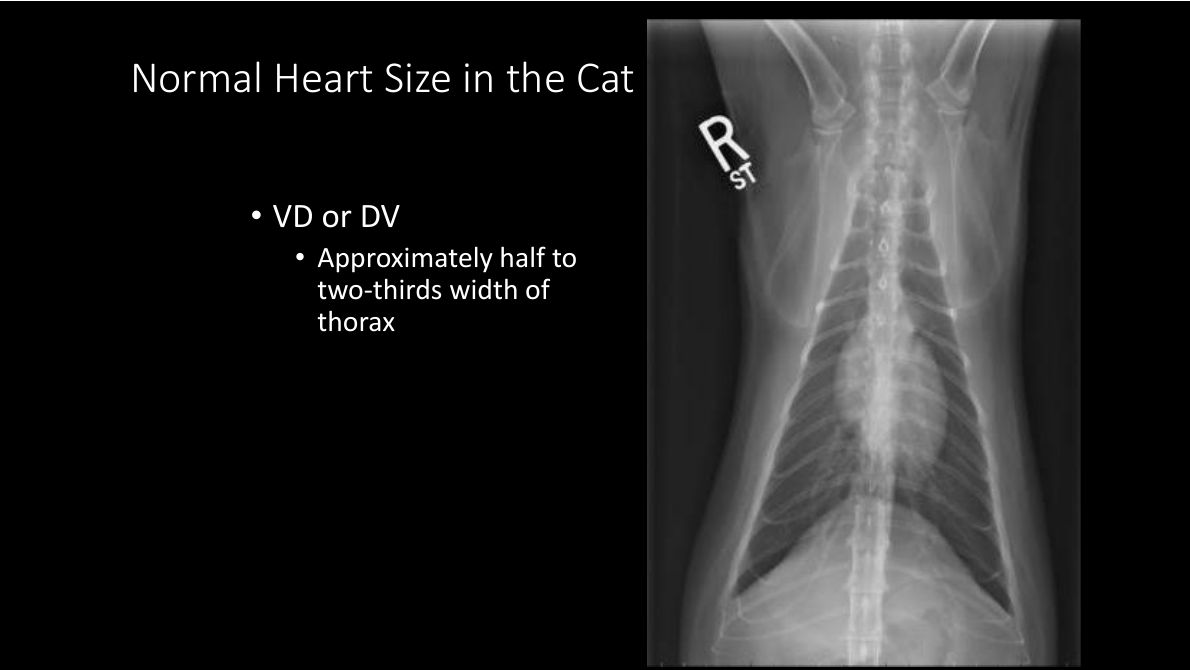 Normal Heart Size in the Cat
• VD or DV
• Approximately half to
two-thirds width of
thorax
R
ST